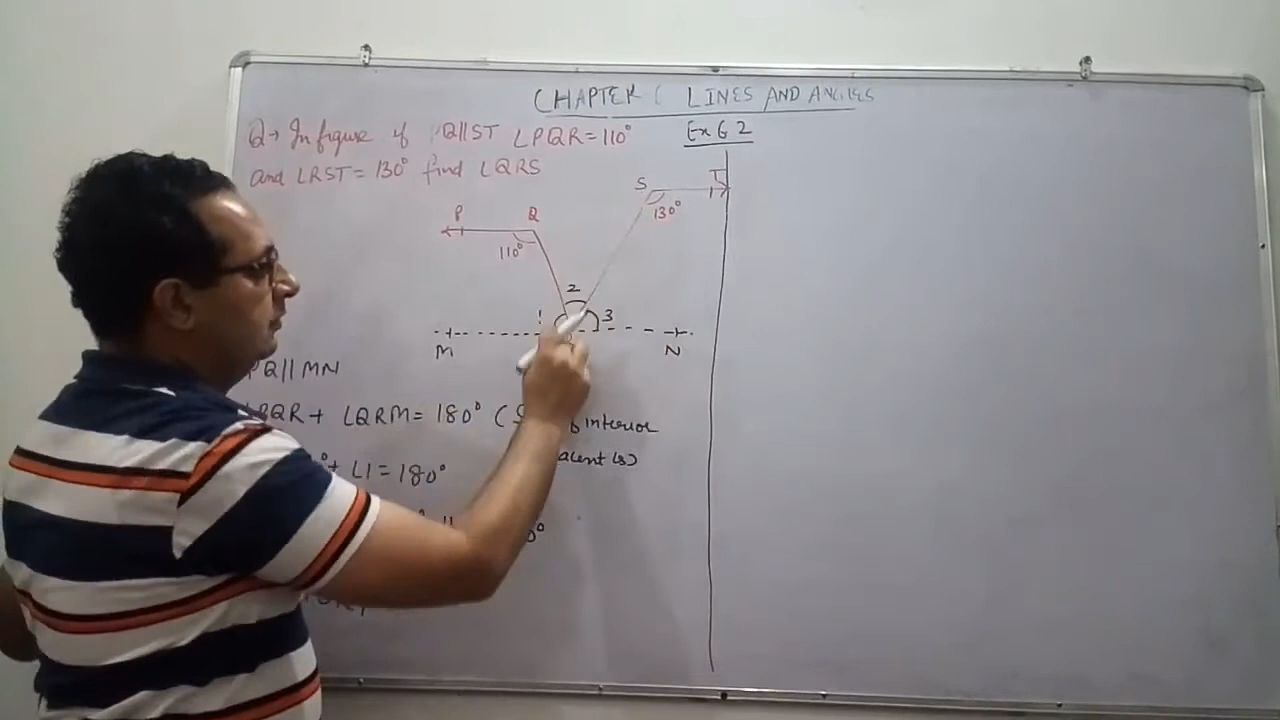 CHAPTER 6 LINES AND ANGLES
Q→ In figure if PQ||ST ∠PQR=110°
Ex 6 2
and ∠RST=130° find ∠QRS
S T
130°
P Q
110°
2
1 3
M N
PQ||MN
∠PQR+ ∠QRM=180° ( interior
+ ∠1=180°